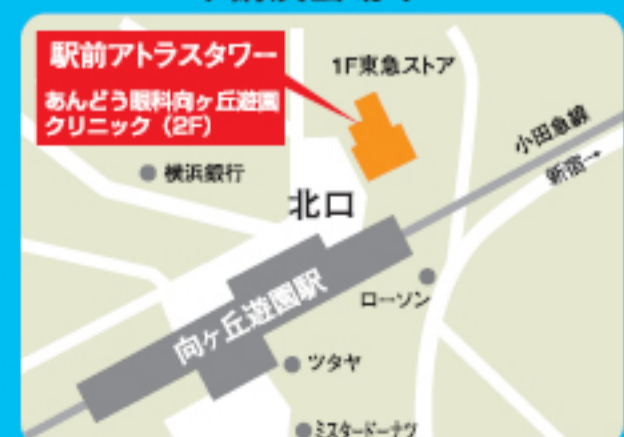 駅前アトラスタワー
あんどう眼科向ヶ丘遊園
クリニック（2F）
1F東急ストア
小田急線
新宿→
横浜銀行
北口
向ヶ丘遊園駅
ローソン
ツタヤ
ミスタードーナツ